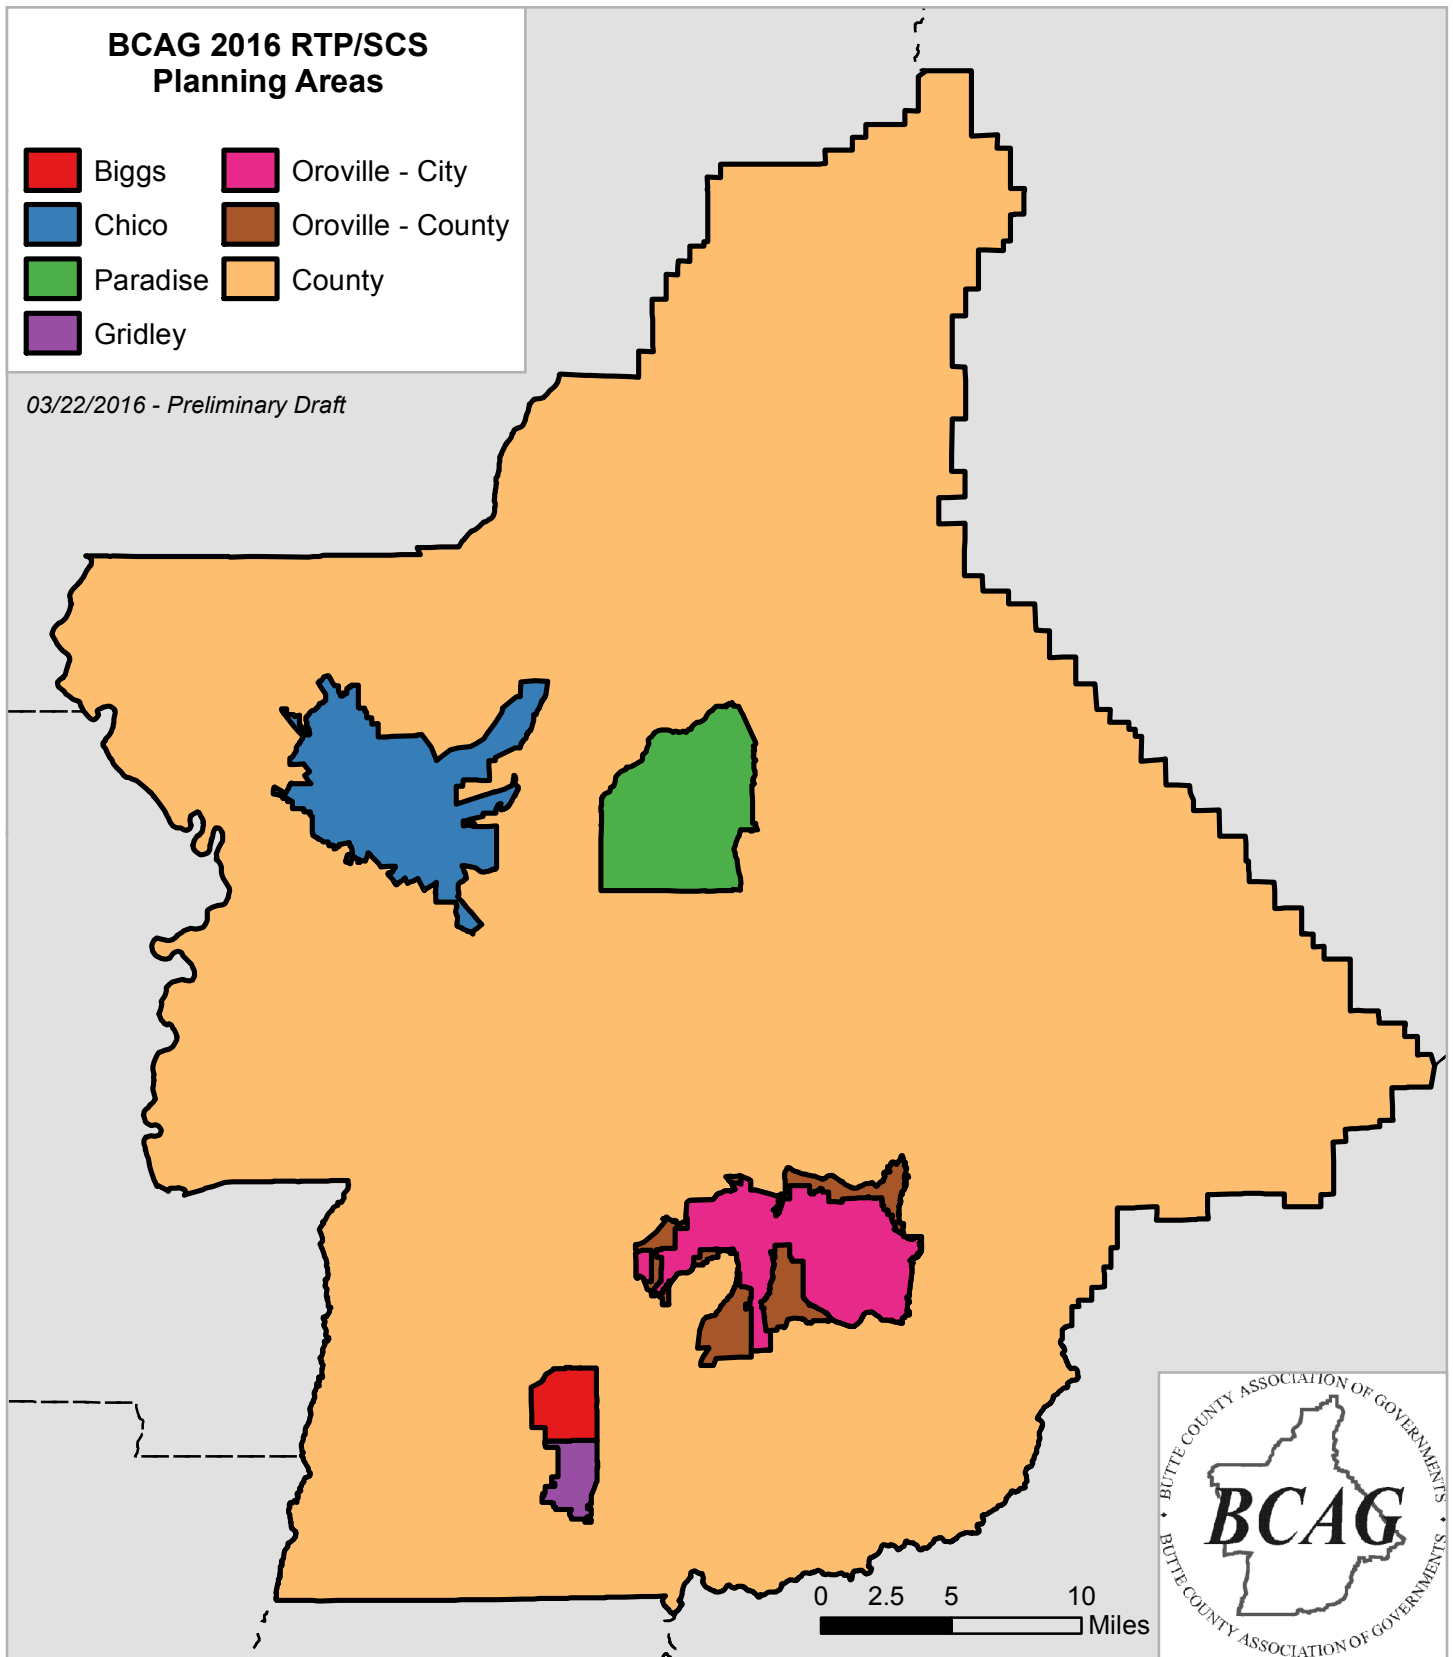 BCAG 2016 RTP/SCS
Planning Areas
Biggs
Chico
Paradise
Gridley
Oroville - City
Oroville - County
County
03/22/2016 - Preliminary Draft
0 2.5 5 10
Miles
BUTTE COUNTY ASSOCIATION OF GOVERNMENTS
BCAG
BUTTE COUNTY ASSOCIATION OF GOVERNMENTS